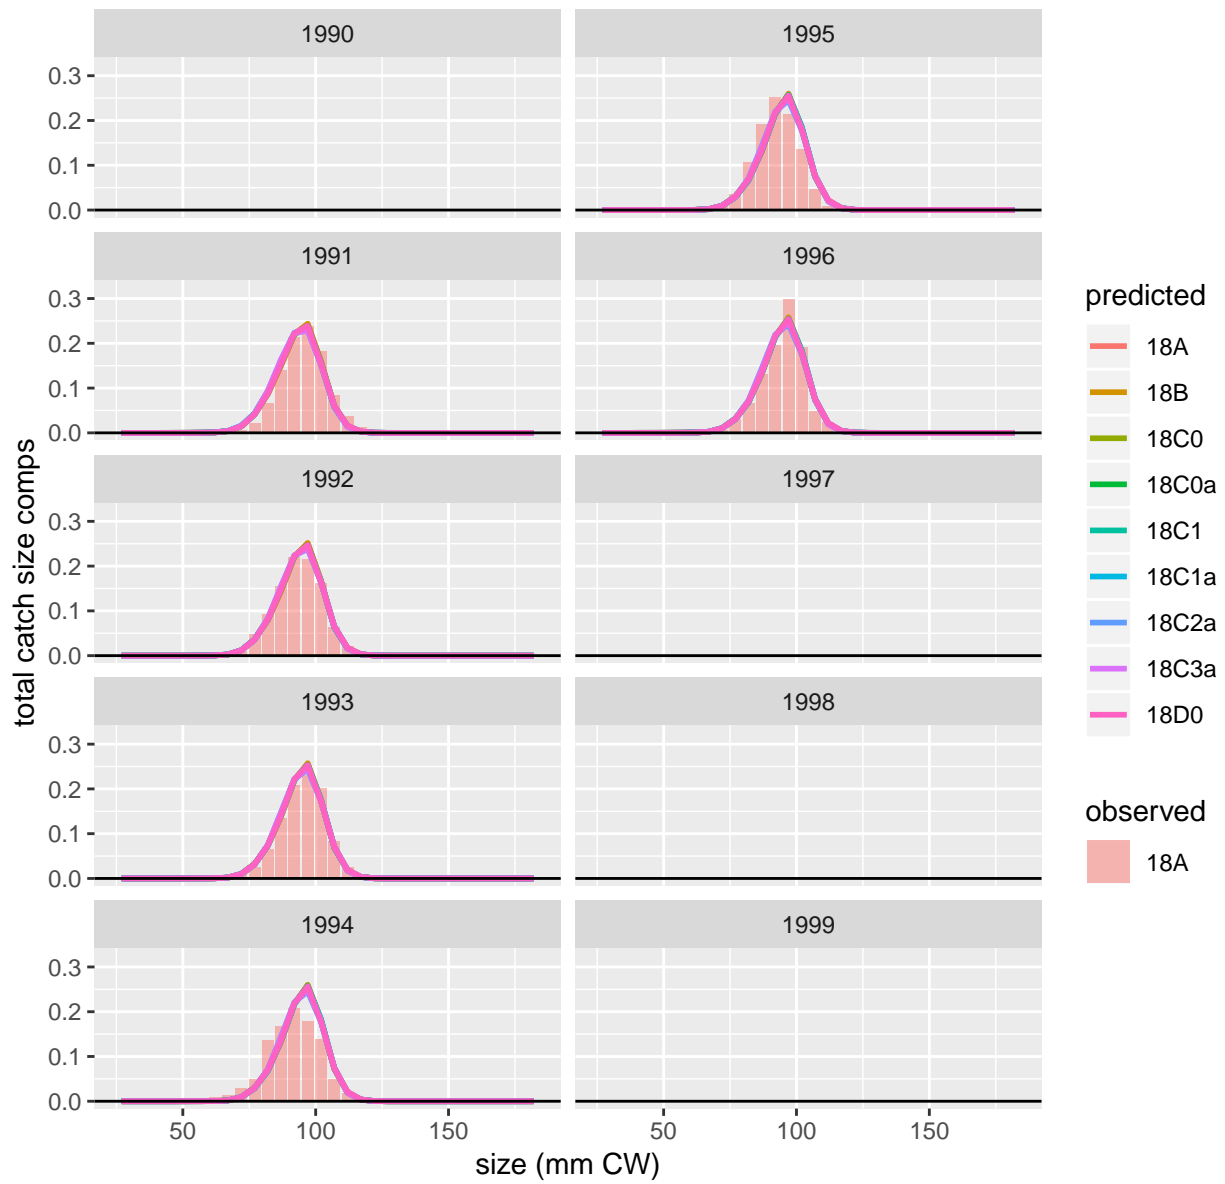 1990
1995
0.3
0.2
0.1
0.0
1991
1996
0.3
0.2
0.1
0.0
1992
1997
0.3
0.2
0.1
0.0
1993
1998
0.3
0.2
0.1
0.0
1994
1999
0.3
0.2
0.1
0.0
50
100
150
50
100
150
size (mm CW)
total catch size comps
predicted
18A
18B
18C0
18C0a
18C1
18C1a
18C2a
18C3a
18D0
observed
18A